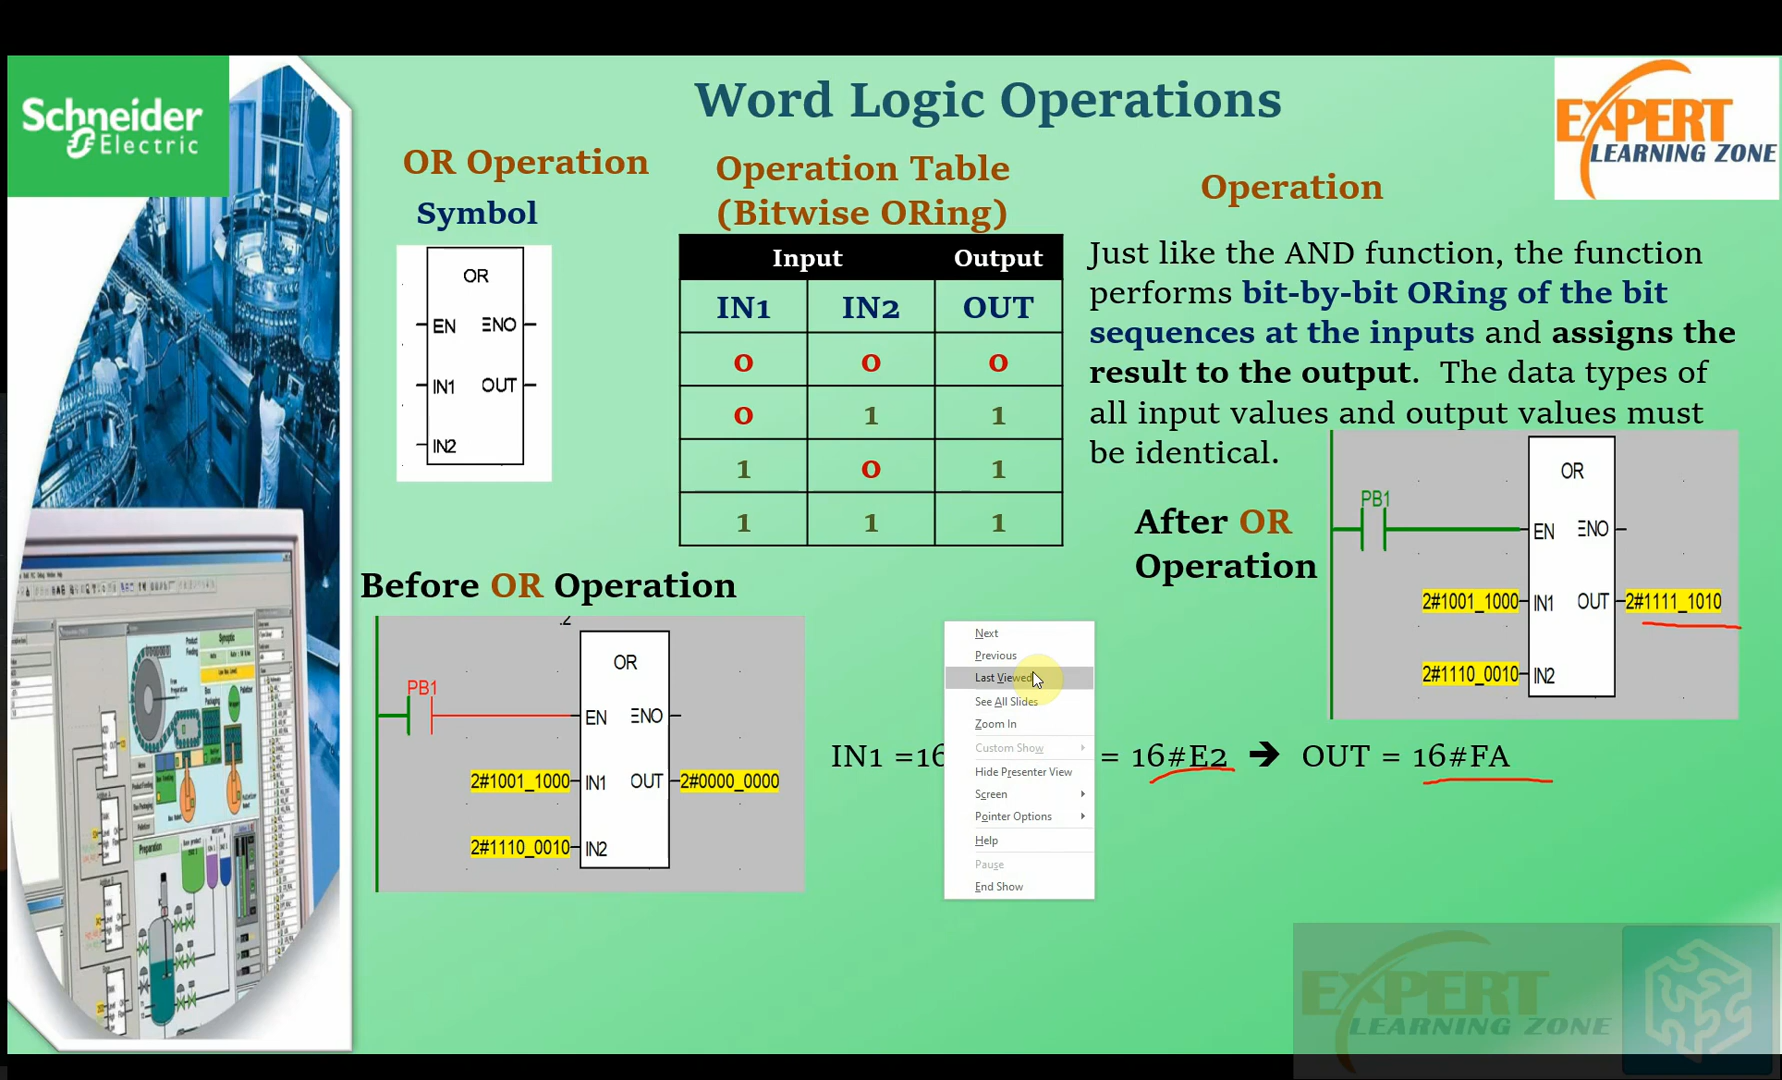 Schneider
Electric
Word Logic Operations
EXPERT
LEARNING ZONE
OR Operation
Symbol
OR
EN ENO
IN1 OUT
IN2
Operation Table
(Bitwise ORing)
Input Output
IN1 IN2 OUT
0 0 0
0 1 1
1 0 1
1 1 1
Operation
Just like the AND function, the function
performs bit-by-bit ORing of the bit
sequences at the inputs and assigns the
result to the output. The data types of
all input values and output values must
be identical.
After OR
Operation
PB1
OR
EN ENO
2#1001_1000 IN1 OUT 2#1111_1010
2#1110_0010 IN2
Before OR Operation
.2
OR
PB1
EN ENO
2#1001_1000 IN1 OUT 2#0000_0000
2#1110_0010 IN2
IN1 =16 = 16#E2 ➔ OUT = 16#FA
Next
Previous
Last Viewed
See All Slides
Zoom In
Custom Show
Hide Presenter View
Screen
Pointer Options
Help
Pause
End Show
Preparation
EXPERT
LEARNING ZONE